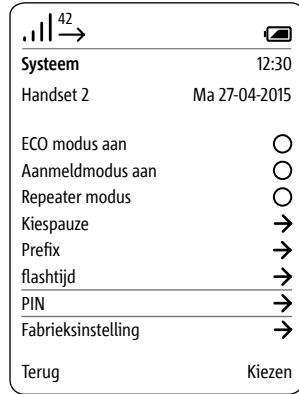 42
Systeem 12:30
Handset 2 Ma 27-04-2015
ECO modus aan
Aanmeldmodus aan
Repeater modus
Kiespauze
Prefix
flashtijd
PIN
Fabrieksinstelling
Terug Kiezen